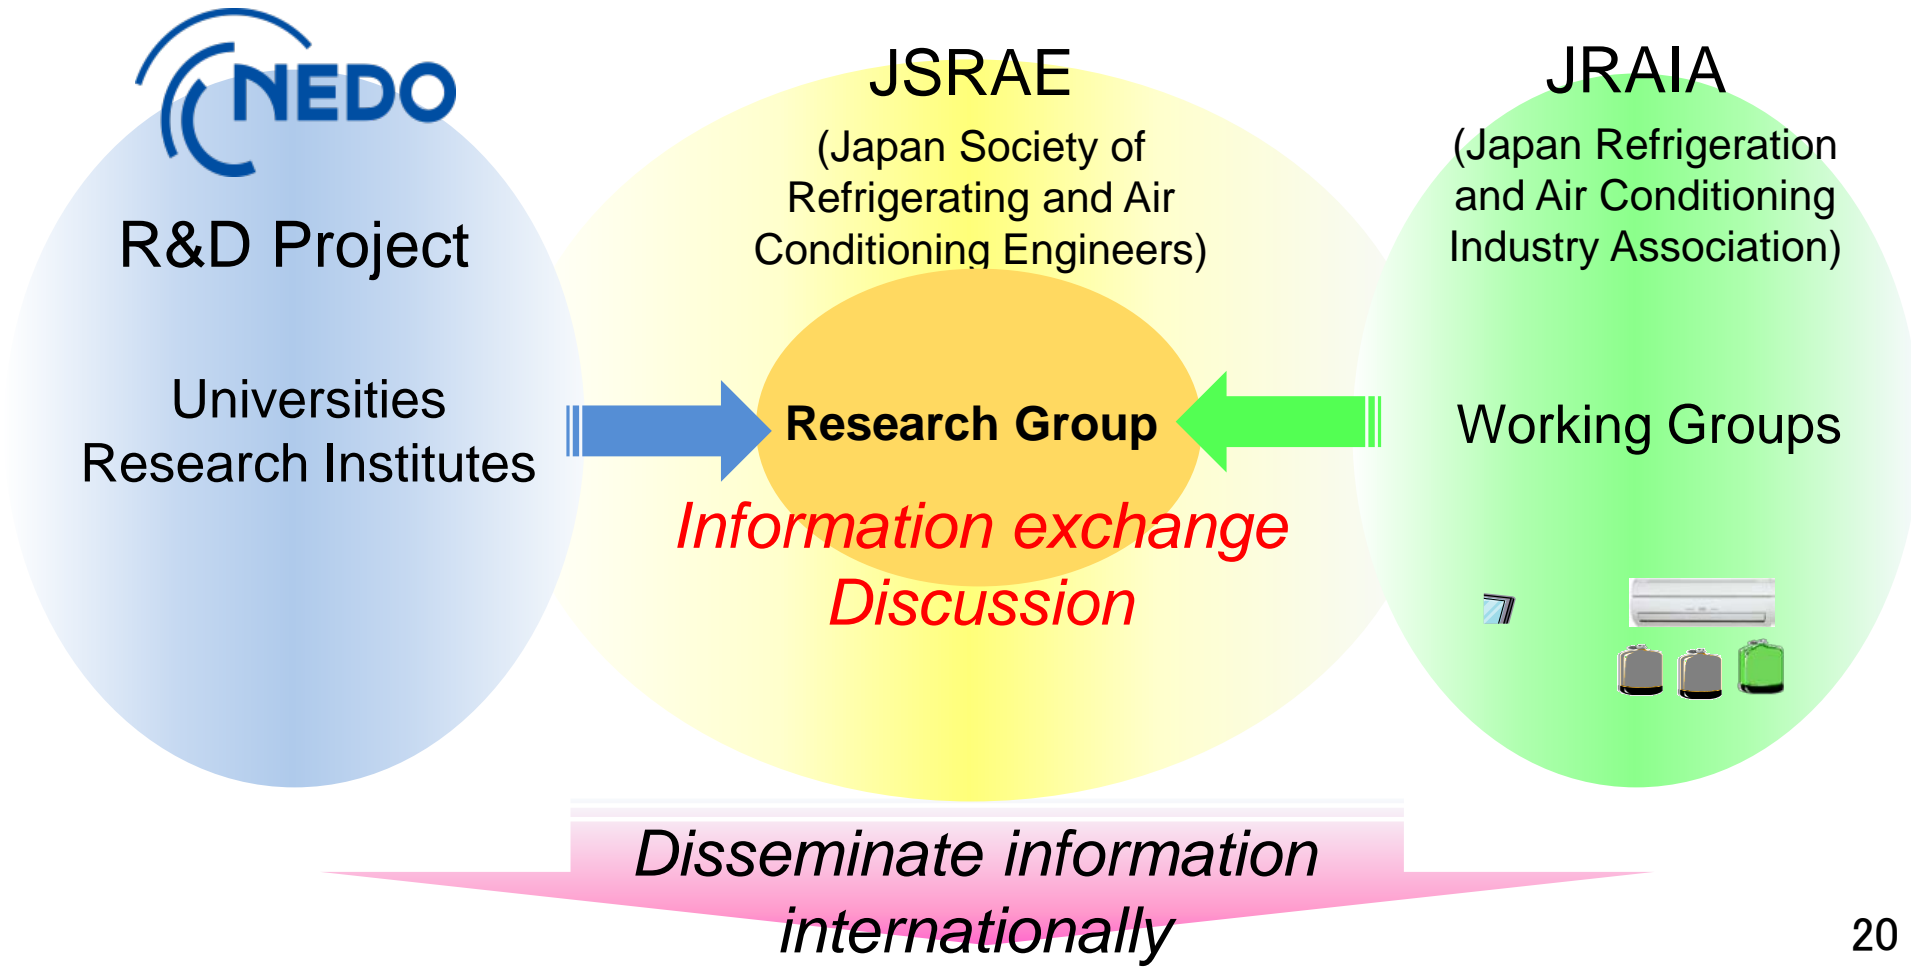 NEDO
R&D Project
Universities
Research Institutes
JSRAE
(Japan Society of
Refrigerating and Air
Conditioning Engineers)
Research Group
Information exchange
Discussion
JRAIA
(Japan Refrigeration
and Air Conditioning
Industry Association)
Working Groups
Disseminate information
internationally
20